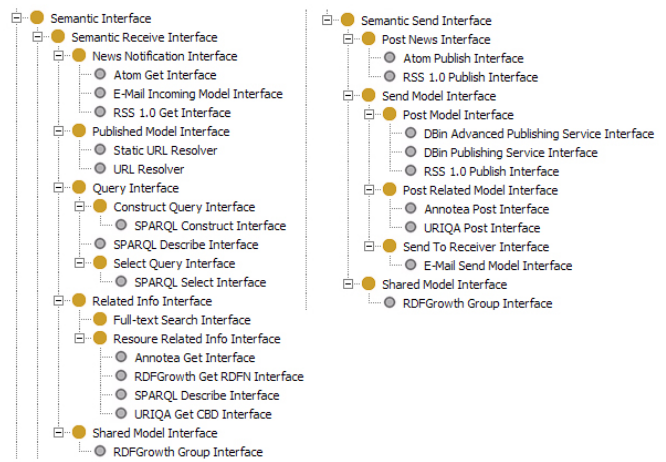 Semantic Interface
Semantic Receive Interface
News Notification Interface
Atom Get Interface
E-Mail Incoming Model Interface
RSS 1.0 Get Interface
Published Model Interface
Static URL Resolver
URL Resolver
Query Interface
Construct Query Interface
SPARQL Construct Interface
SPARQL Describe Interface
Select Query Interface
SPARQL Select Interface
Related Info Interface
Full-text Search Interface
Resoure Related Info Interface
Annotea Get Interface
RDFGrowth Get RDFN Interface
SPARQL Describe Interface
URIQA Get CBD Interface
Shared Model Interface
RDFGrowth Group Interface
Semantic Send Interface
Post News Interface
Atom Publish Interface
RSS 1.0 Publish Interface
Send Model Interface
Post Model Interface
DBin Advanced Publishing Service Interface
DBin Publishing Service Interface
RSS 1.0 Publish Interface
Post Related Model Interface
Annotea Post Interface
URIQA Post Interface
Send To Receiver Interface
E-Mail Send Model Interface
Shared Model Interface
RDFGrowth Group Interface